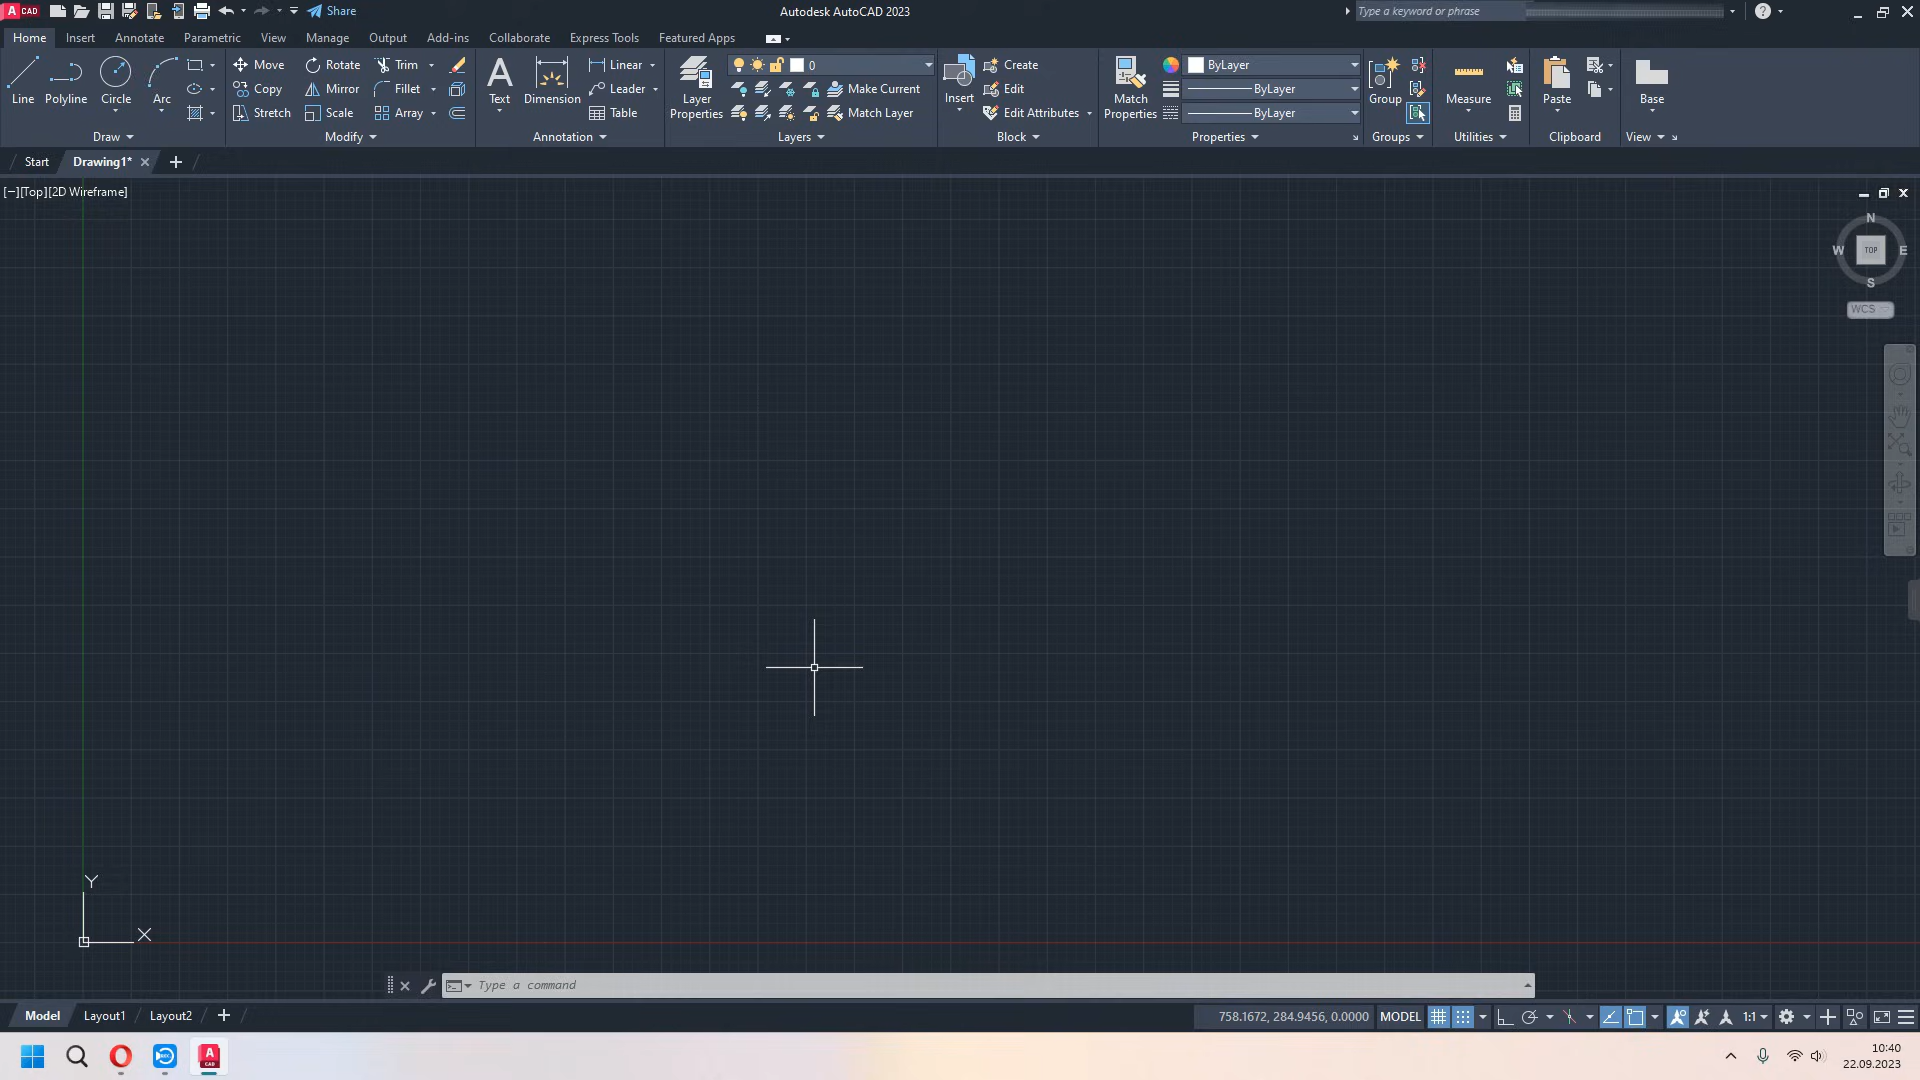 A CAD Share Autodesk AutoCAD 2023 Type a keyword or phrase
Home Insert Annotate Parametric View Manage Output Add-ins Collaborate Express Tools Featured Apps
Move Rotate Trim Linear 0 Create ByLayer
Copy Mirror Fillet Leader Make Current Edit ByLayer
Stretch Scale Array Table Match Layer Edit Attributes ByLayer
Line Polyline Circle Arc Text Dimension Layer Properties Insert Match Properties Group Measure Paste Base
Draw Modify Annotation Layers Block Properties Groups Utilities Clipboard View
Start Drawing1*
[−][Top][2D Wireframe]
N
W TOP E
S
WCS
Y
X
Type a command
Model Layout1 Layout2 758.1672, 284.9456, 0.0000 MODEL 1:1
A CAD 10:40
22.09.2023